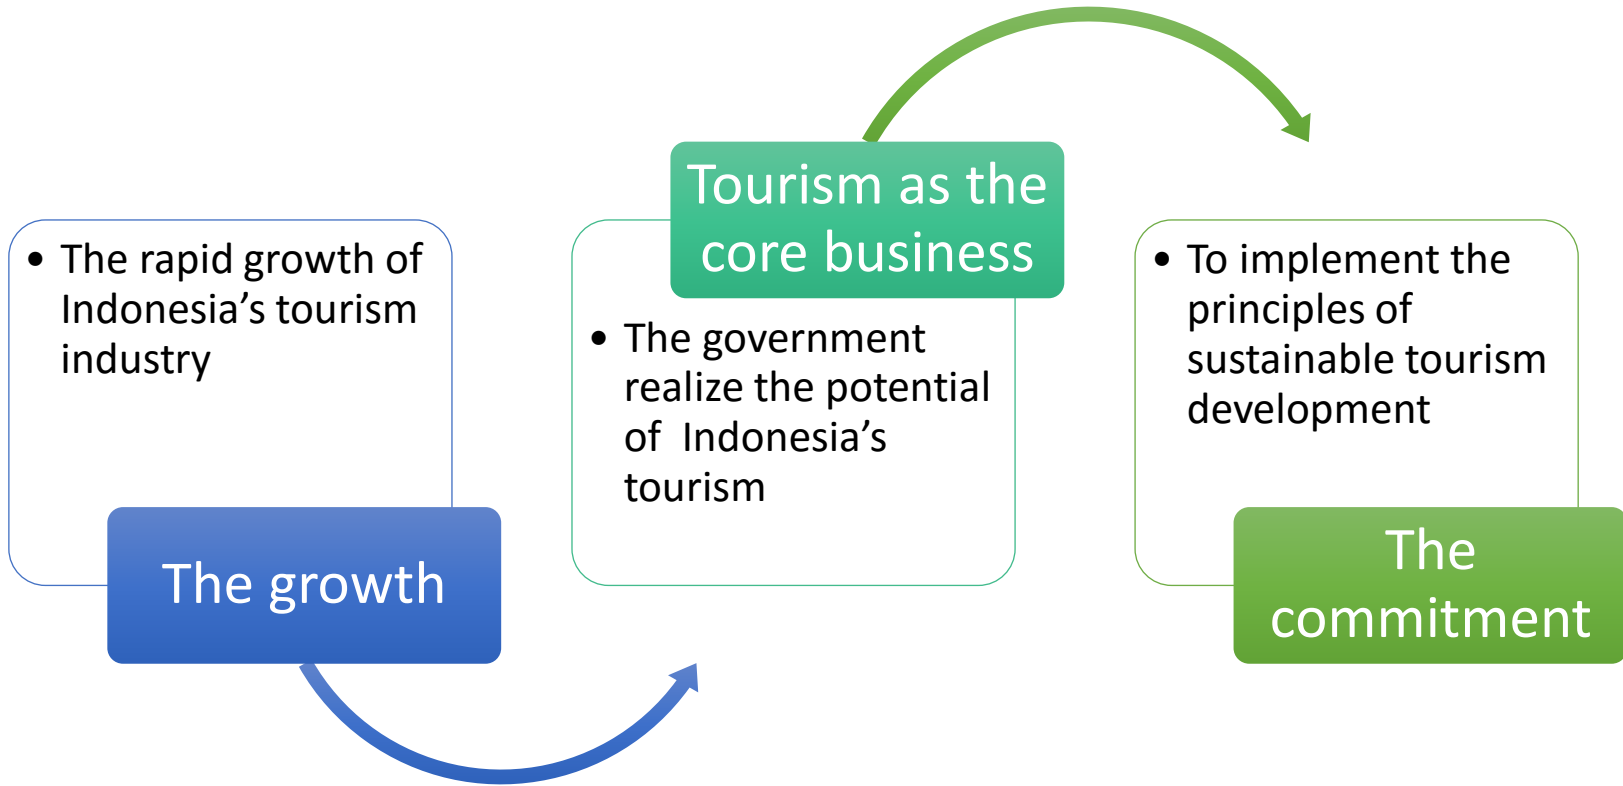 • The rapid growth of
Indonesia’s tourism
industry
The growth
Tourism as the
core business
• The government
realize the potential
of  Indonesia’s
tourism
• To implement the
principles of
sustainable tourism
development
The
commitment